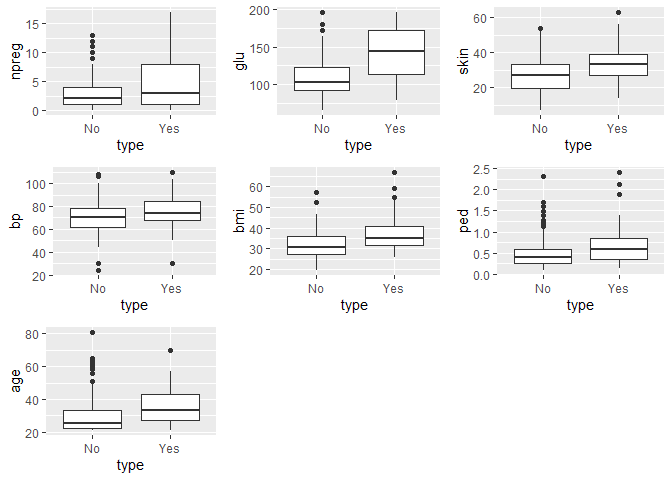 npreg
15
10
5
0
No
Yes
type
glu
200
150
100
No
Yes
type
skin
60
40
20
No
Yes
type
bp
100
80
60
40
20
No
Yes
type
bmi
60
50
40
30
20
No
Yes
type
ped
2.5
2.0
1.5
1.0
0.5
0.0
No
Yes
type
age
80
60
40
20
No
Yes
type